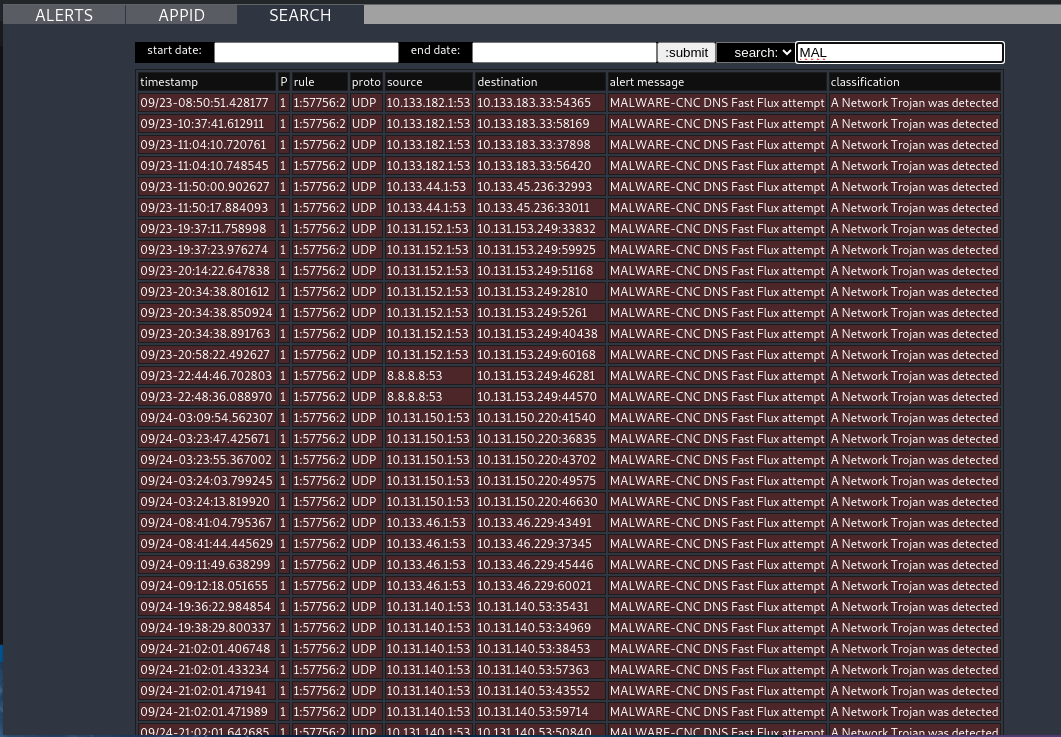 ALERTS APPID SEARCH
start date: end date: :submit search: MAL
timestamp P rule proto source destination alert message classification
09/23-08:50:51.428177 1 1:57756:2 UDP 10.133.182.1:53 10.133.183.33:54365 MALWARE-CNC DNS Fast Flux attempt A Network Trojan was detected
09/23-10:37:41.612911 1 1:57756:2 UDP 10.133.182.1:53 10.133.183.33:58169 MALWARE-CNC DNS Fast Flux attempt A Network Trojan was detected
09/23-11:04:10.720761 1 1:57756:2 UDP 10.133.182.1:53 10.133.183.33:37898 MALWARE-CNC DNS Fast Flux attempt A Network Trojan was detected
09/23-11:04:10.748545 1 1:57756:2 UDP 10.133.182.1:53 10.133.183.33:56420 MALWARE-CNC DNS Fast Flux attempt A Network Trojan was detected
09/23-11:50:00.902627 1 1:57756:2 UDP 10.133.44.1:53 10.133.45.236:32993 MALWARE-CNC DNS Fast Flux attempt A Network Trojan was detected
09/23-11:50:17.884093 1 1:57756:2 UDP 10.133.44.1:53 10.133.45.236:33011 MALWARE-CNC DNS Fast Flux attempt A Network Trojan was detected
09/23-19:37:11.758998 1 1:57756:2 UDP 10.131.152.1:53 10.131.153.249:33832 MALWARE-CNC DNS Fast Flux attempt A Network Trojan was detected
09/23-19:37:23.976274 1 1:57756:2 UDP 10.131.152.1:53 10.131.153.249:59925 MALWARE-CNC DNS Fast Flux attempt A Network Trojan was detected
09/23-20:14:22.647838 1 1:57756:2 UDP 10.131.152.1:53 10.131.153.249:51168 MALWARE-CNC DNS Fast Flux attempt A Network Trojan was detected
09/23-20:34:38.801612 1 1:57756:2 UDP 10.131.152.1:53 10.131.153.249:2810 MALWARE-CNC DNS Fast Flux attempt A Network Trojan was detected
09/23-20:34:38.850924 1 1:57756:2 UDP 10.131.152.1:53 10.131.153.249:5261 MALWARE-CNC DNS Fast Flux attempt A Network Trojan was detected
09/23-20:34:38.891763 1 1:57756:2 UDP 10.131.152.1:53 10.131.153.249:40438 MALWARE-CNC DNS Fast Flux attempt A Network Trojan was detected
09/23-20:58:22.492627 1 1:57756:2 UDP 10.131.152.1:53 10.131.153.249:60168 MALWARE-CNC DNS Fast Flux attempt A Network Trojan was detected
09/23-22:44:46.702803 1 1:57756:2 UDP 8.8.8.8:53 10.131.153.249:46281 MALWARE-CNC DNS Fast Flux attempt A Network Trojan was detected
09/23-22:48:36.088970 1 1:57756:2 UDP 8.8.8.8:53 10.131.153.249:44570 MALWARE-CNC DNS Fast Flux attempt A Network Trojan was detected
09/24-03:09:54.562307 1 1:57756:2 UDP 10.131.150.1:53 10.131.150.220:41540 MALWARE-CNC DNS Fast Flux attempt A Network Trojan was detected
09/24-03:23:47.425671 1 1:57756:2 UDP 10.131.150.1:53 10.131.150.220:36835 MALWARE-CNC DNS Fast Flux attempt A Network Trojan was detected
09/24-03:23:55.367002 1 1:57756:2 UDP 10.131.150.1:53 10.131.150.220:43702 MALWARE-CNC DNS Fast Flux attempt A Network Trojan was detected
09/24-03:24:03.799245 1 1:57756:2 UDP 10.131.150.1:53 10.131.150.220:49575 MALWARE-CNC DNS Fast Flux attempt A Network Trojan was detected
09/24-03:24:13.819920 1 1:57756:2 UDP 10.131.150.1:53 10.131.150.220:46630 MALWARE-CNC DNS Fast Flux attempt A Network Trojan was detected
09/24-08:41:04.795367 1 1:57756:2 UDP 10.133.46.1:53 10.133.46.229:43491 MALWARE-CNC DNS Fast Flux attempt A Network Trojan was detected
09/24-08:41:44.445629 1 1:57756:2 UDP 10.133.46.1:53 10.133.46.229:37345 MALWARE-CNC DNS Fast Flux attempt A Network Trojan was detected
09/24-09:11:49.638299 1 1:57756:2 UDP 10.133.46.1:53 10.133.46.229:45446 MALWARE-CNC DNS Fast Flux attempt A Network Trojan was detected
09/24-09:12:18.051655 1 1:57756:2 UDP 10.133.46.1:53 10.133.46.229:60021 MALWARE-CNC DNS Fast Flux attempt A Network Trojan was detected
09/24-19:36:22.984854 1 1:57756:2 UDP 10.131.140.1:53 10.131.140.53:35431 MALWARE-CNC DNS Fast Flux attempt A Network Trojan was detected
09/24-19:38:29.800337 1 1:57756:2 UDP 10.131.140.1:53 10.131.140.53:34969 MALWARE-CNC DNS Fast Flux attempt A Network Trojan was detected
09/24-21:02:01.406748 1 1:57756:2 UDP 10.131.140.1:53 10.131.140.53:38453 MALWARE-CNC DNS Fast Flux attempt A Network Trojan was detected
09/24-21:02:01.433234 1 1:57756:2 UDP 10.131.140.1:53 10.131.140.53:57363 MALWARE-CNC DNS Fast Flux attempt A Network Trojan was detected
09/24-21:02:01.471941 1 1:57756:2 UDP 10.131.140.1:53 10.131.140.53:43552 MALWARE-CNC DNS Fast Flux attempt A Network Trojan was detected
09/24-21:02:01.471989 1 1:57756:2 UDP 10.131.140.1:53 10.131.140.53:59714 MALWARE-CNC DNS Fast Flux attempt A Network Trojan was detected
09/24-21:02:01.642685 1 1:57756:2 UDP 10.131.140.1:53 10.131.140.53:50840 MALWARE-CNC DNS Fast Flux attempt A Network Trojan was detected